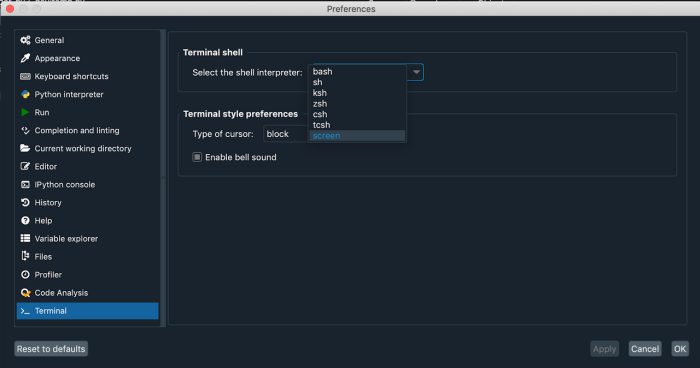 Preferences
General
Appearance
Keyboard shortcuts
Python interpreter
Run
Completion and linting
Current working directory
Editor
IPython console
History
Help
Variable explorer
Files
Profiler
Code Analysis
Terminal
Terminal shell
Select the shell interpreter:
bash
sh
ksh
zsh
csh
tcsh
screen
Terminal style preferences
Type of cursor: block
Enable bell sound
Reset to defaults
Apply Cancel OK